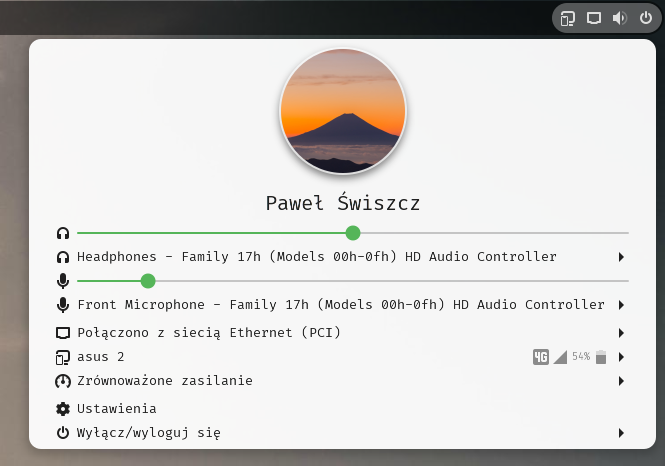 Paweł Świszcz
Headphones - Family 17h (Models 00h-0fh) HD Audio Controller
Front Microphone - Family 17h (Models 00h-0fh) HD Audio Controller
Połączono z siecią Ethernet (PCI)
asus 2 4G 54%
Zrównoważone zasilanie
Ustawienia
Wyłącz/wyloguj się